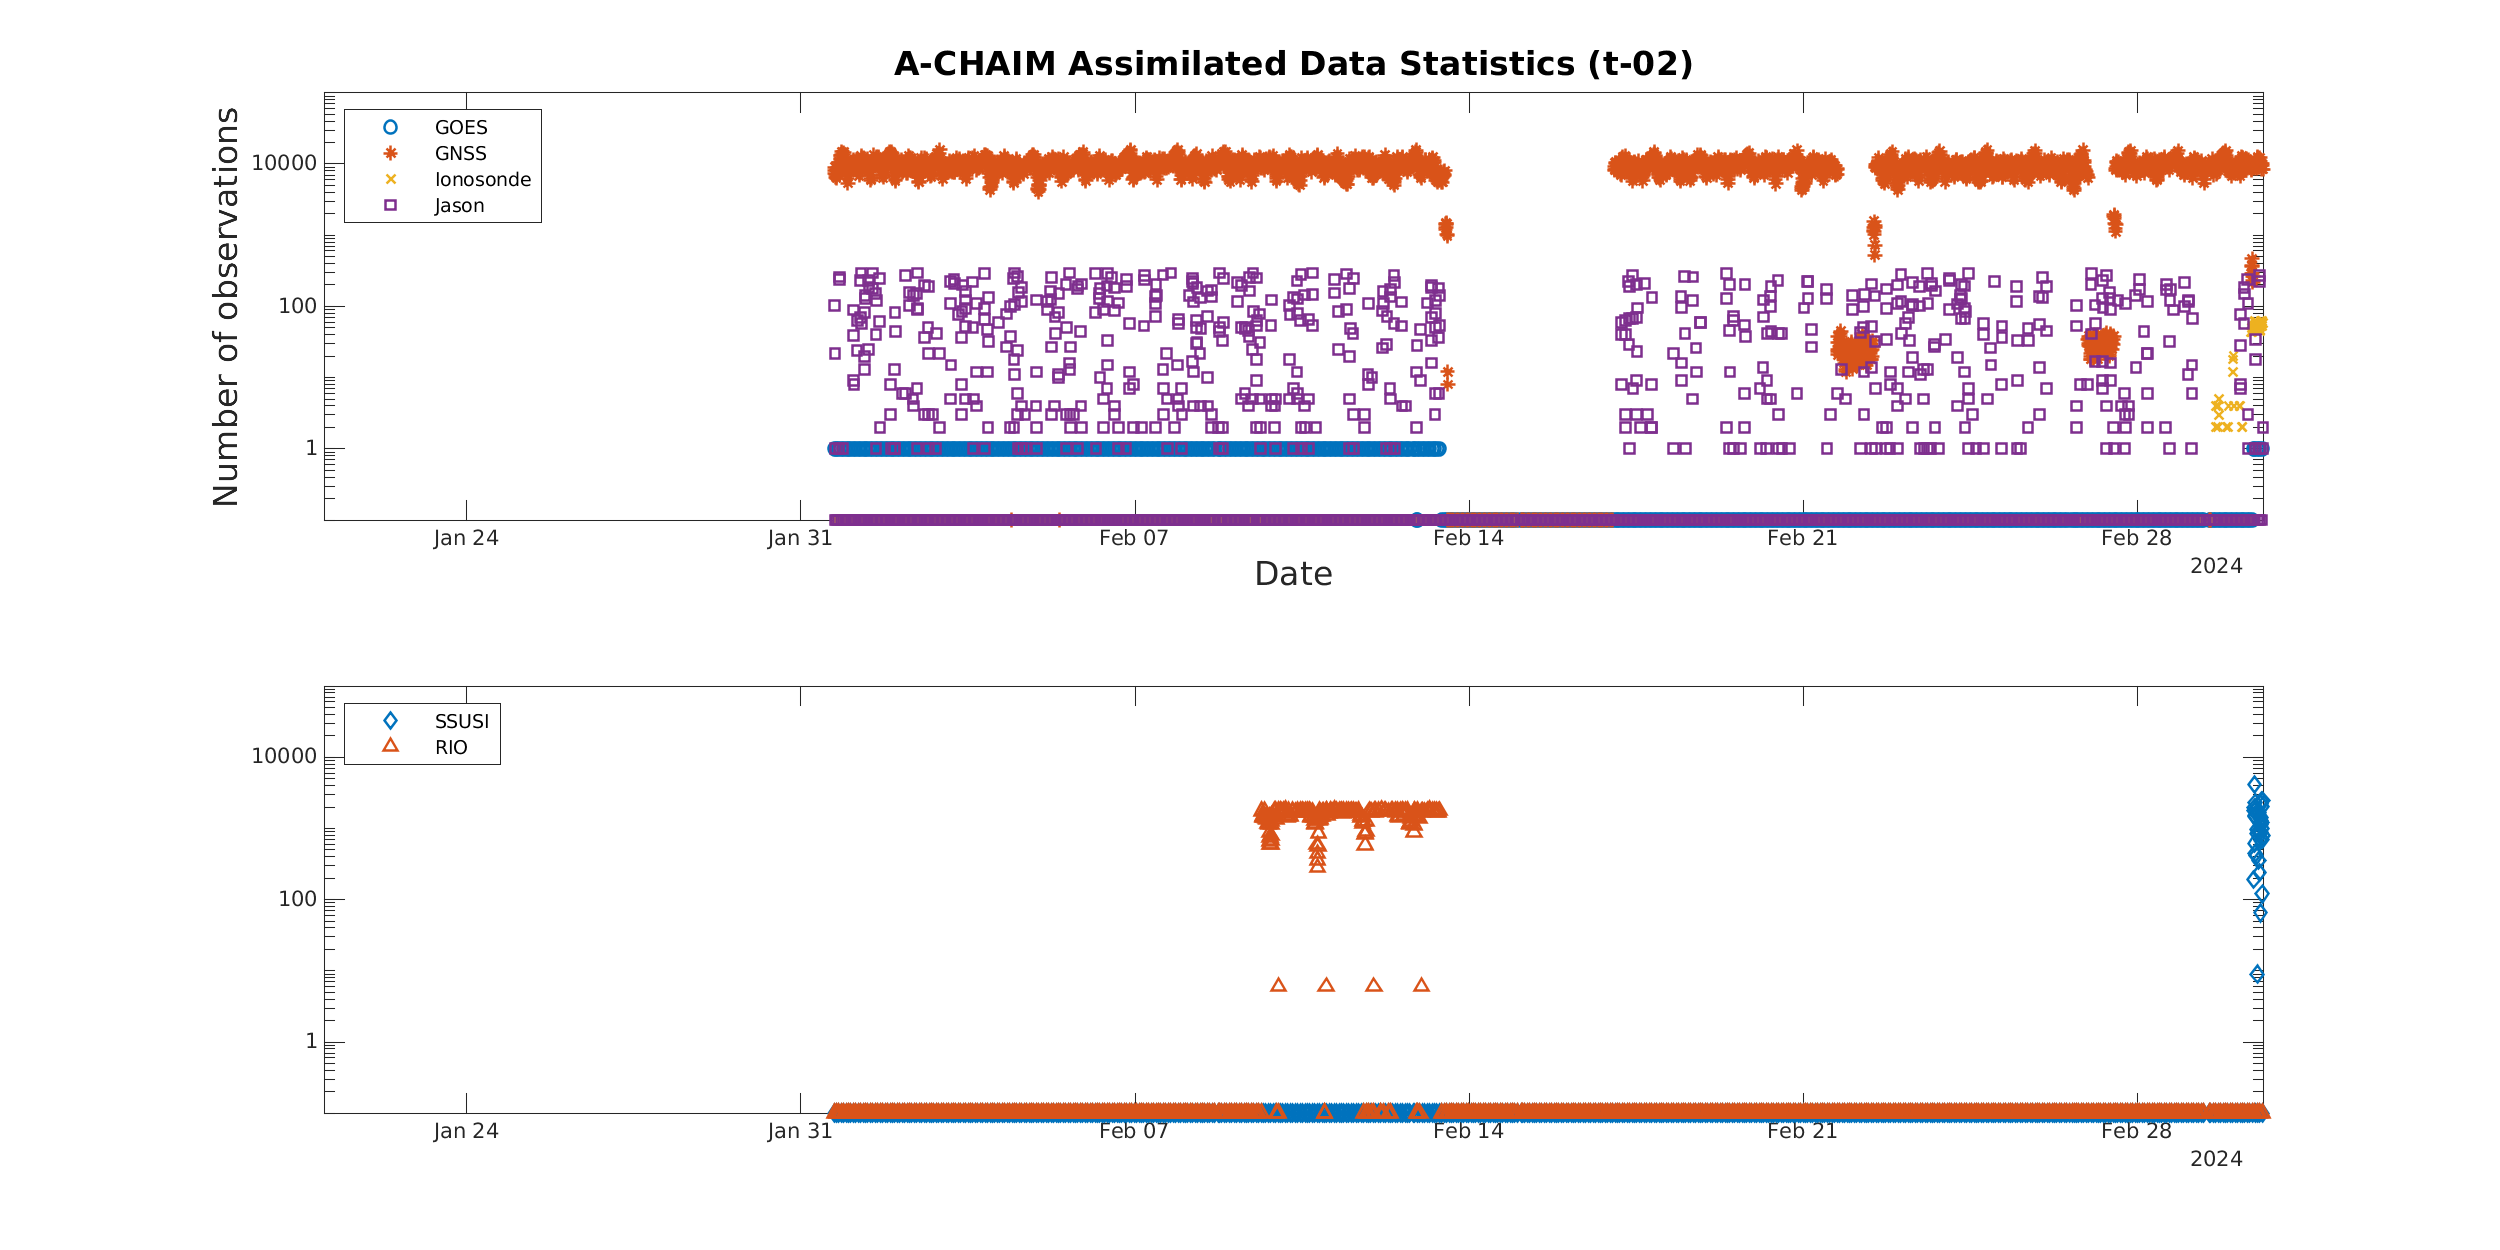 A-CHAIM Assimilated Data Statistics (t-02)
Number of observations
GOES
GNSS
Ionosonde
Jason
10000
100
1
Jan 24 Jan 31 Feb 07 Feb 14 Feb 21 Feb 28
2024
Date
SSUSI
RIO
10000
100
1
Jan 24 Jan 31 Feb 07 Feb 14 Feb 21 Feb 28
2024